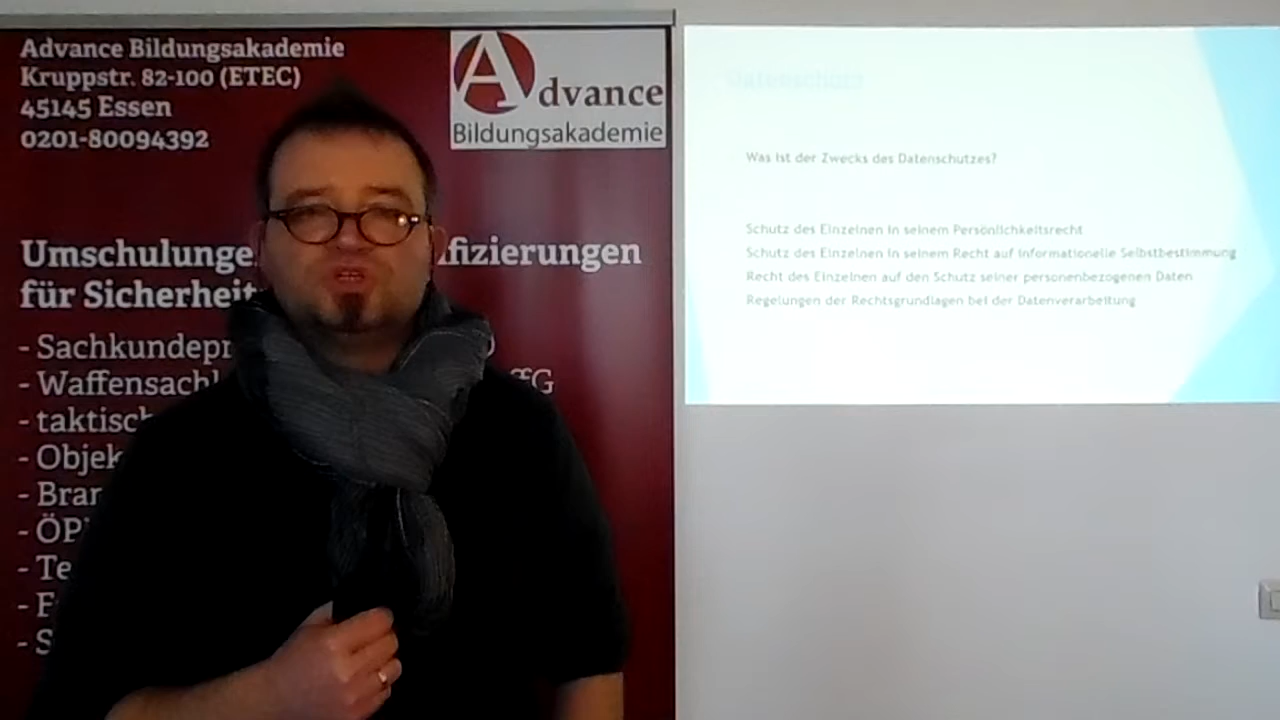 Advance Bildungsakademie
Kruppstr. 82-100 (ETEC)
45145 Essen
0201-80094392
Advance
Bildungsakademie
Umschulunge fizierungen
für Sicherheit
- Sachkundepr
- Waffensachk ffG
- taktisch
- Objek
- Bran
- ÖP
- Te
- F
- S
Datenschutz
Was ist der Zwecks des Datenschutzes?
Schutz des Einzelnen in seinem Persönlichkeitsrecht
Schutz des Einzelnen in seinem Recht auf informationelle Selbstbestimmung
Recht des Einzelnen auf den Schutz seiner personenbezogenen Daten
Regelungen der Rechtsgrundlagen bei der Datenverarbeitung